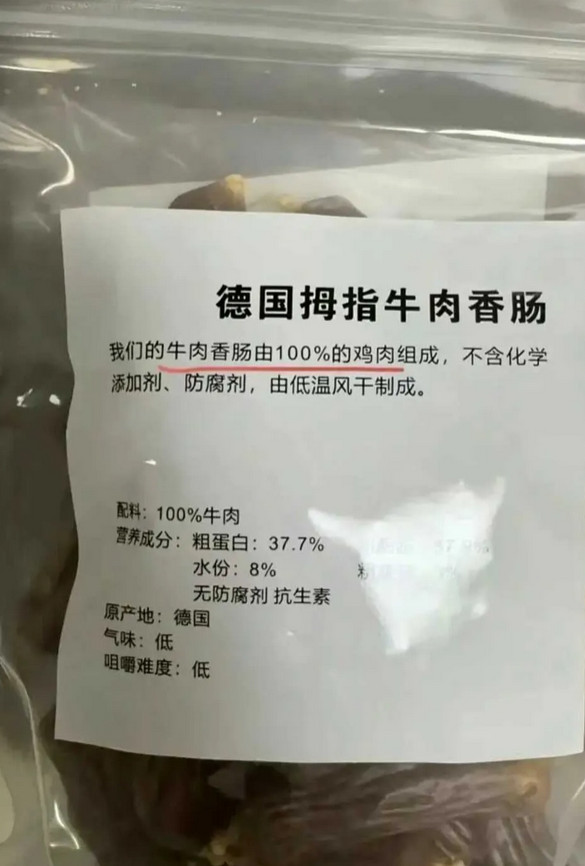 德国拇指牛肉香肠
我们的牛肉香肠由100%的鸡肉组成，不含化学
添加剂、防腐剂，由低温风干制成。
配料：100%牛肉
营养成分：粗蛋白：37.7%
水份：8%
无防腐剂 抗生素
原产地：德国
气味：低
咀嚼难度：低